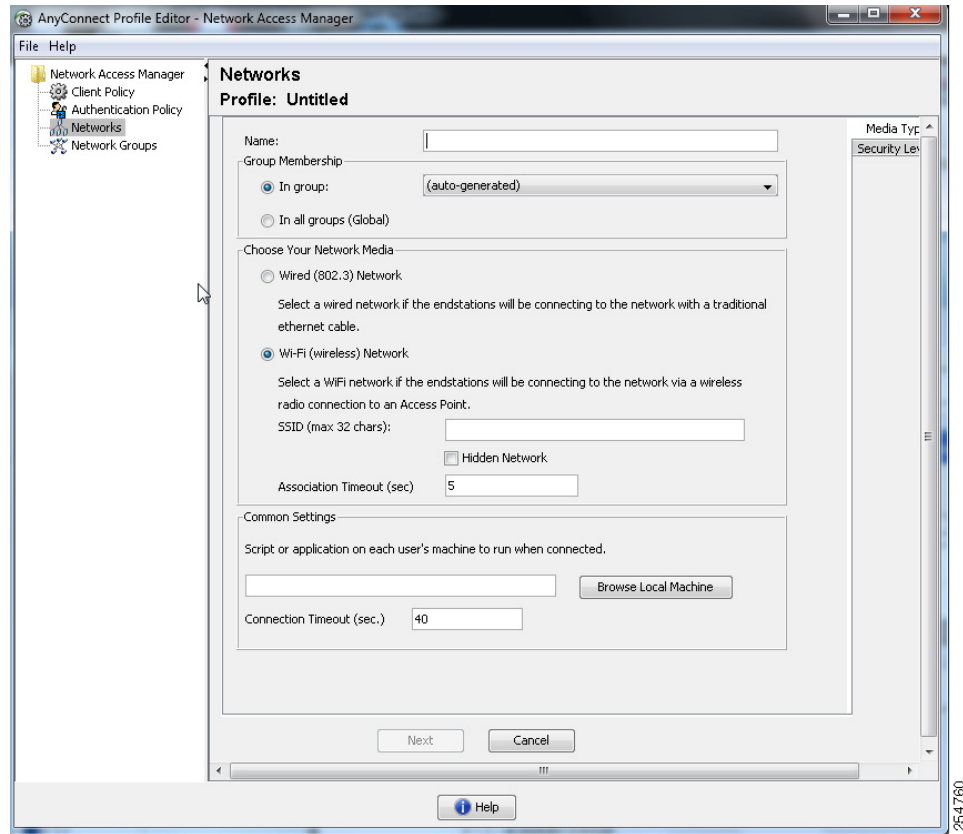 AnyConnect Profile Editor - Network Access Manager
File Help
Network Access Manager
Client Policy
Authentication Policy
Networks
Network Groups
Networks
Profile: Untitled
Media Typ
Security Lev
Name:
Group Membership
In group:
(auto-generated)
In all groups (Global)
Choose Your Network Media
Wired (802.3) Network
Select a wired network if the endstations will be connecting to the network with a traditional
ethernet cable.
Wi-Fi (wireless) Network
Select a WiFi network if the endstations will be connecting to the network via a wireless
radio connection to an Access Point.
SSID (max 32 chars):
Hidden Network
Association Timeout (sec)
5
Common Settings
Script or application on each user's machine to run when connected.
Browse Local Machine
Connection Timeout (sec.)
40
Next
Cancel
Help
254760